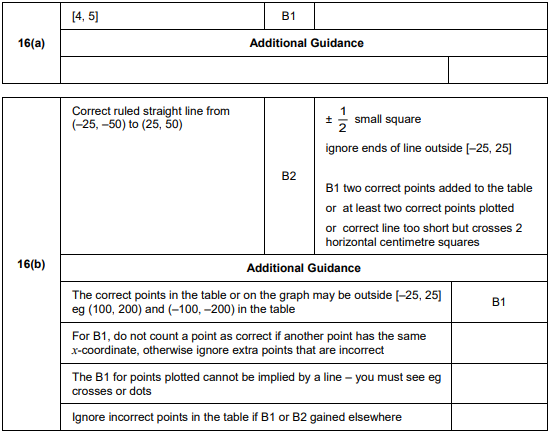 16(a)
[4, 5]
B1
Additional Guidance
16(b)
Correct ruled straight line from
(–25, –50) to (25, 50)
B2
± 1/2 small square
ignore ends of line outside [–25, 25]
B1 two correct points added to the table
or at least two correct points plotted
or correct line too short but crosses 2
horizontal centimetre squares
Additional Guidance
The correct points in the table or on the graph may be outside [–25, 25]
eg (100, 200) and (–100, –200) in the table
B1
For B1, do not count a point as correct if another point has the same
x-coordinate, otherwise ignore extra points that are incorrect
The B1 for points plotted cannot be implied by a line – you must see eg
crosses or dots
Ignore incorrect points in the table if B1 or B2 gained elsewhere